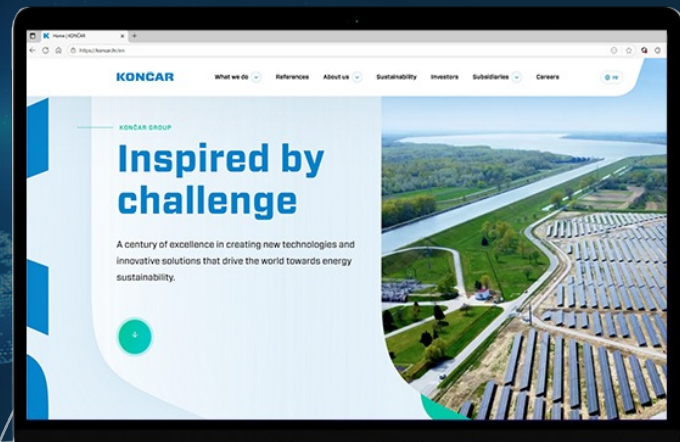 Home | KONČAR
https://koncar.hr/en
KONČAR
What we do
References
About us
Sustainability
Investors
Subsidiaries
Careers
KONČAR GROUP
Inspired by
challenge
A century of excellence in creating new technologies and
innovative solutions that drive the world towards energy
sustainability.